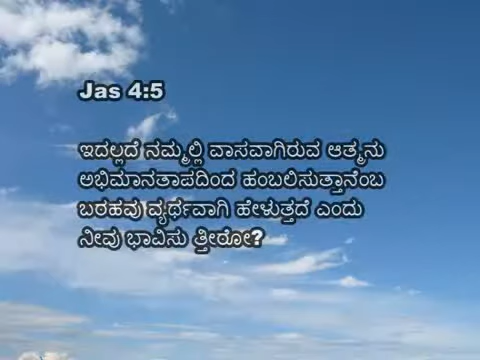 Jas 4:5
ಇದಲ್ಲದೆ ನಮ್ಮಲ್ಲಿ ವಾಸವಾಗಿರುವ ಆತ್ಮನು
ಅಭಿಮಾನತಾಪದಿಂದ ಹಂಬಲಿಸುತ್ತಾನೆಂಬ
ಬರಹವು ವ್ಯರ್ಥವಾಗಿ ಹೇಳುತ್ತದೆ ಎಂದು
ನೀವು ಭಾವಿಸು ತ್ತೀರೋ?